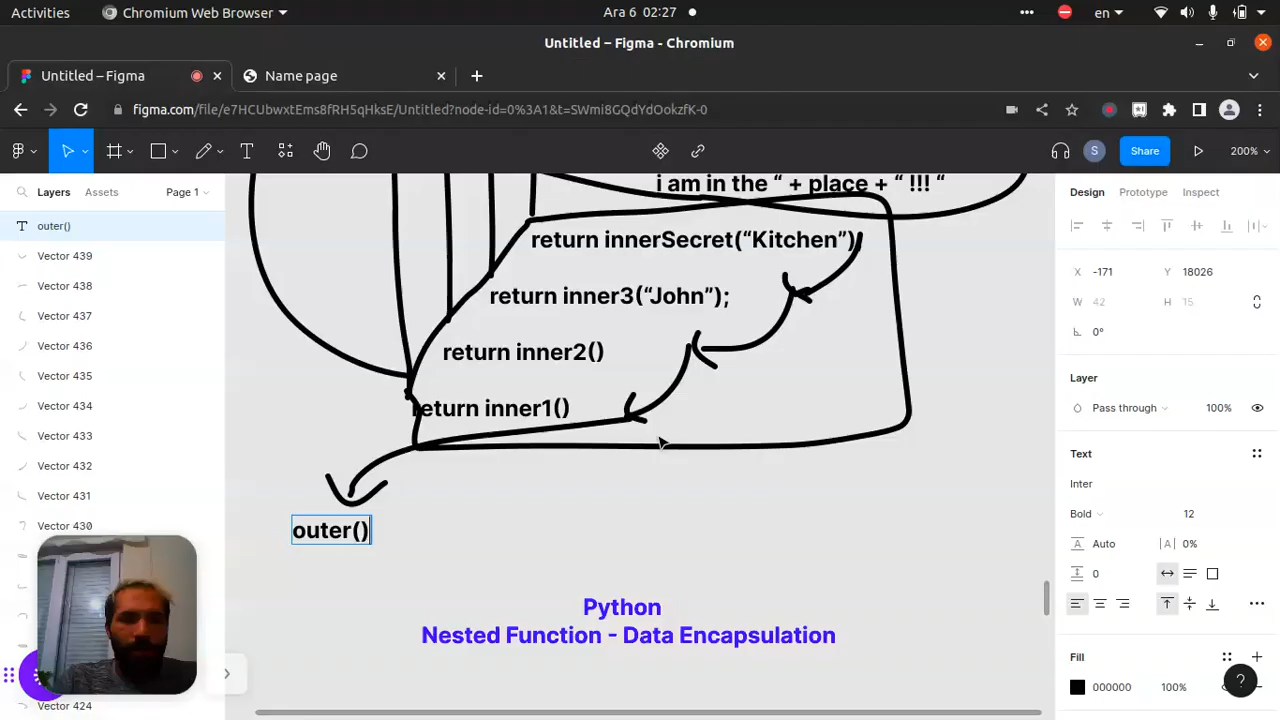 Activities
Chromium Web Browser
Ara 6 02:27
en
Untitled – Figma - Chromium
Untitled – Figma
Name page
figma.com/file/e7HCUbwxtEms8fRH5qHksE/Untitled?node-id=0%3A1&t=SWmi8GQdYdOokzfK-0
S
Share
200%
Layers
Assets
Page 1
Design
Prototype
Inspect
outer()
Vector 439
Vector 438
Vector 437
Vector 436
Vector 435
Vector 434
Vector 433
Vector 432
Vector 431
Vector 430
Vector 424
i am in the “ + place + “ !!! “
return innerSecret(“Kitchen”);
return inner3(“John”);
return inner2()
return inner1()
outer()
Python
Nested Function - Data Encapsulation
X -171
Y 18026
W 42
H 15
0°
Layer
Pass through
100%
Text
Inter
Bold
12
Auto
|A| 0%
0
Fill
000000
100%
?